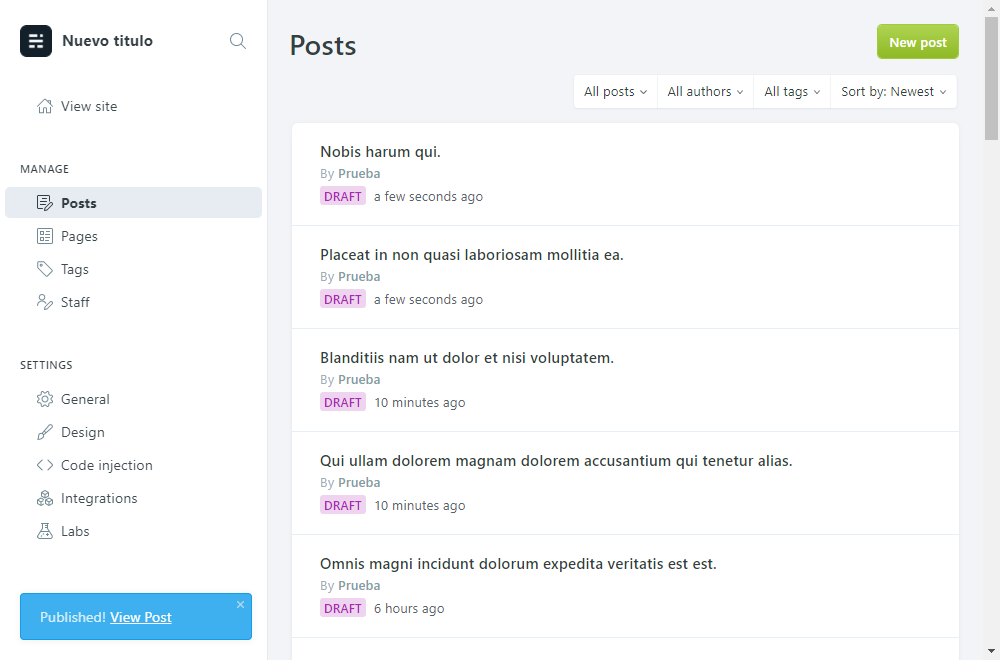 Nuevo titulo
View site
MANAGE
Posts
Pages
Tags
Staff
SETTINGS
General
Design
Code injection
Integrations
Labs
Published! View Post
Posts
New post
All posts
All authors
All tags
Sort by: Newest
Nobis harum qui.
By Prueba
DRAFT a few seconds ago
Placeat in non quasi laboriosam mollitia ea.
By Prueba
DRAFT a few seconds ago
Blanditiis nam ut dolor et nisi voluptatem.
By Prueba
DRAFT 10 minutes ago
Qui ullam dolorem magnam dolorem accusantium qui tenetur alias.
By Prueba
DRAFT 10 minutes ago
Omnis magni incidunt dolorum expedita veritatis est est.
By Prueba
DRAFT 6 hours ago